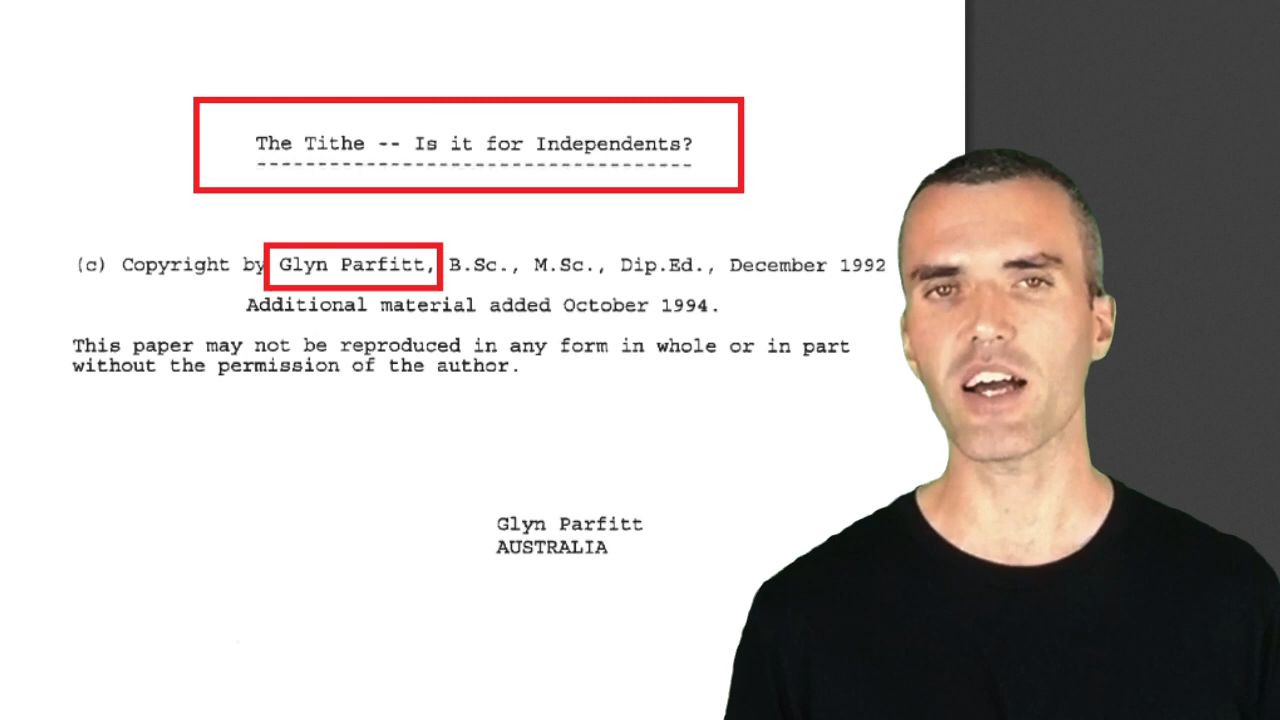 The Tithe -- Is it for Independents?
-----------------------------------
(c) Copyright by Glyn Parfitt, B.Sc., M.Sc., Dip.Ed., December 1992
Additional material added October 1994.
This paper may not be reproduced in any form in whole or in part
without the permission of the author.
Glyn Parfitt
AUSTRALIA